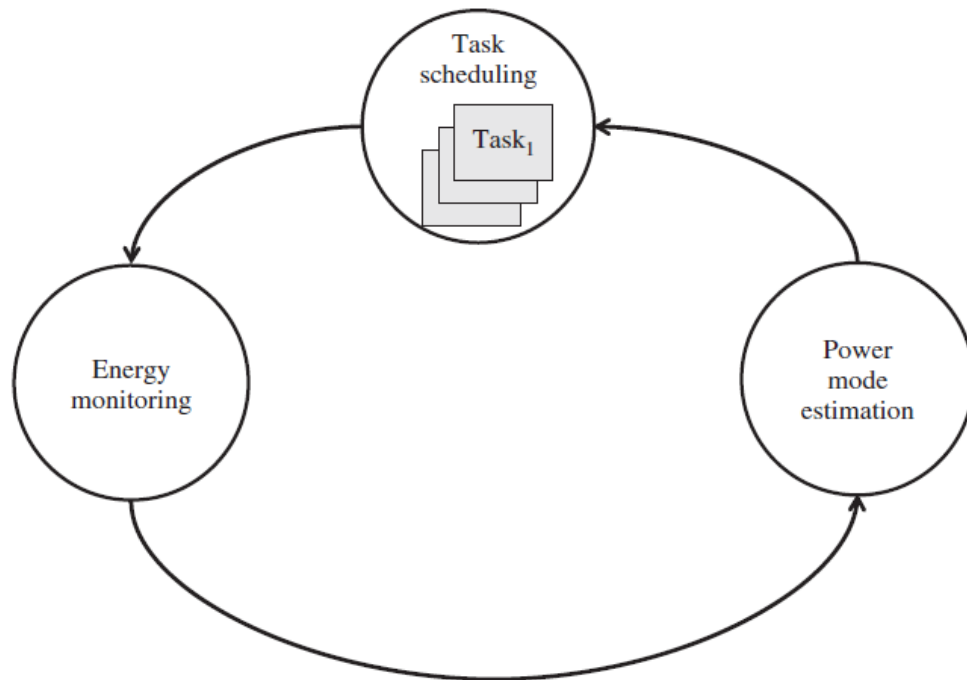 Task
scheduling
Task₁
Energy
monitoring
Power
mode
estimation